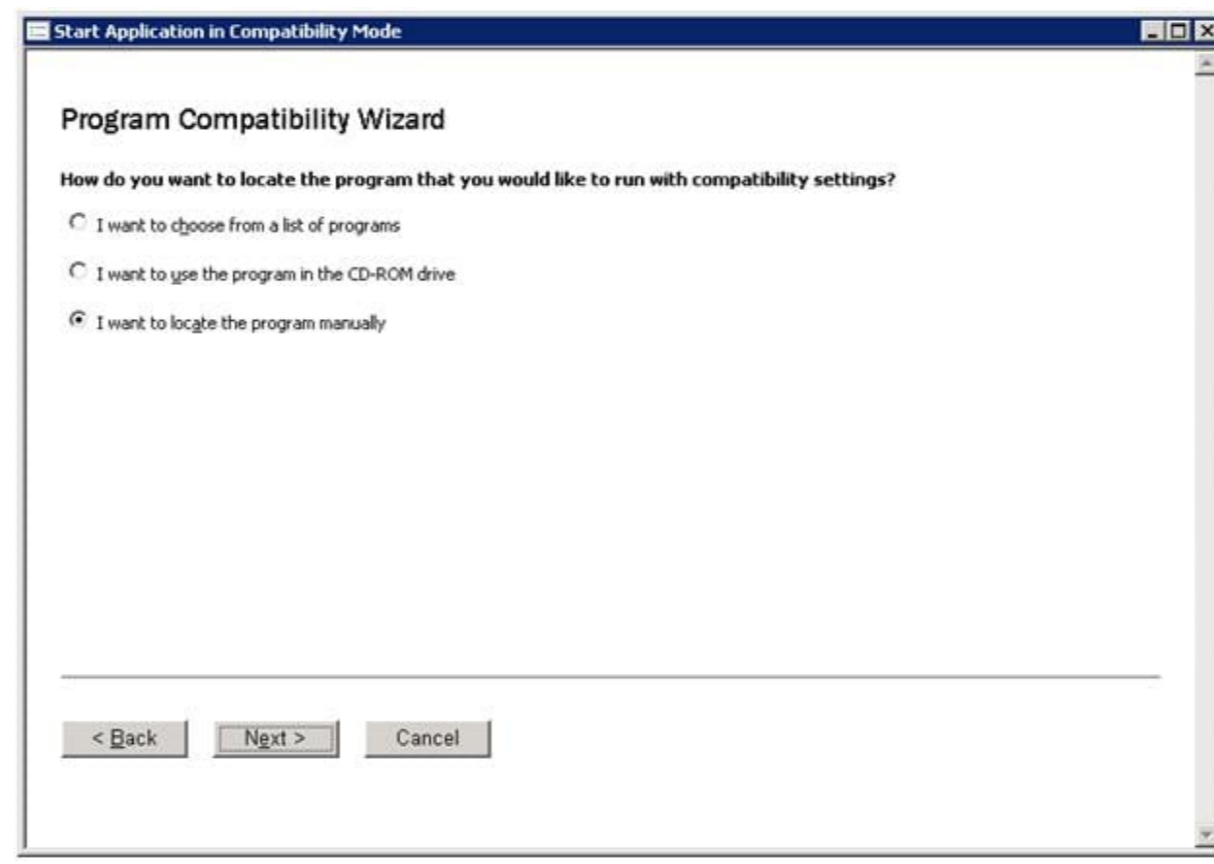 Start Application in Compatibility Mode
Program Compatibility Wizard
How do you want to locate the program that you would like to run with compatibility settings?
I want to choose from a list of programs
I want to use the program in the CD-ROM drive
I want to locate the program manually
< Back Next > Cancel